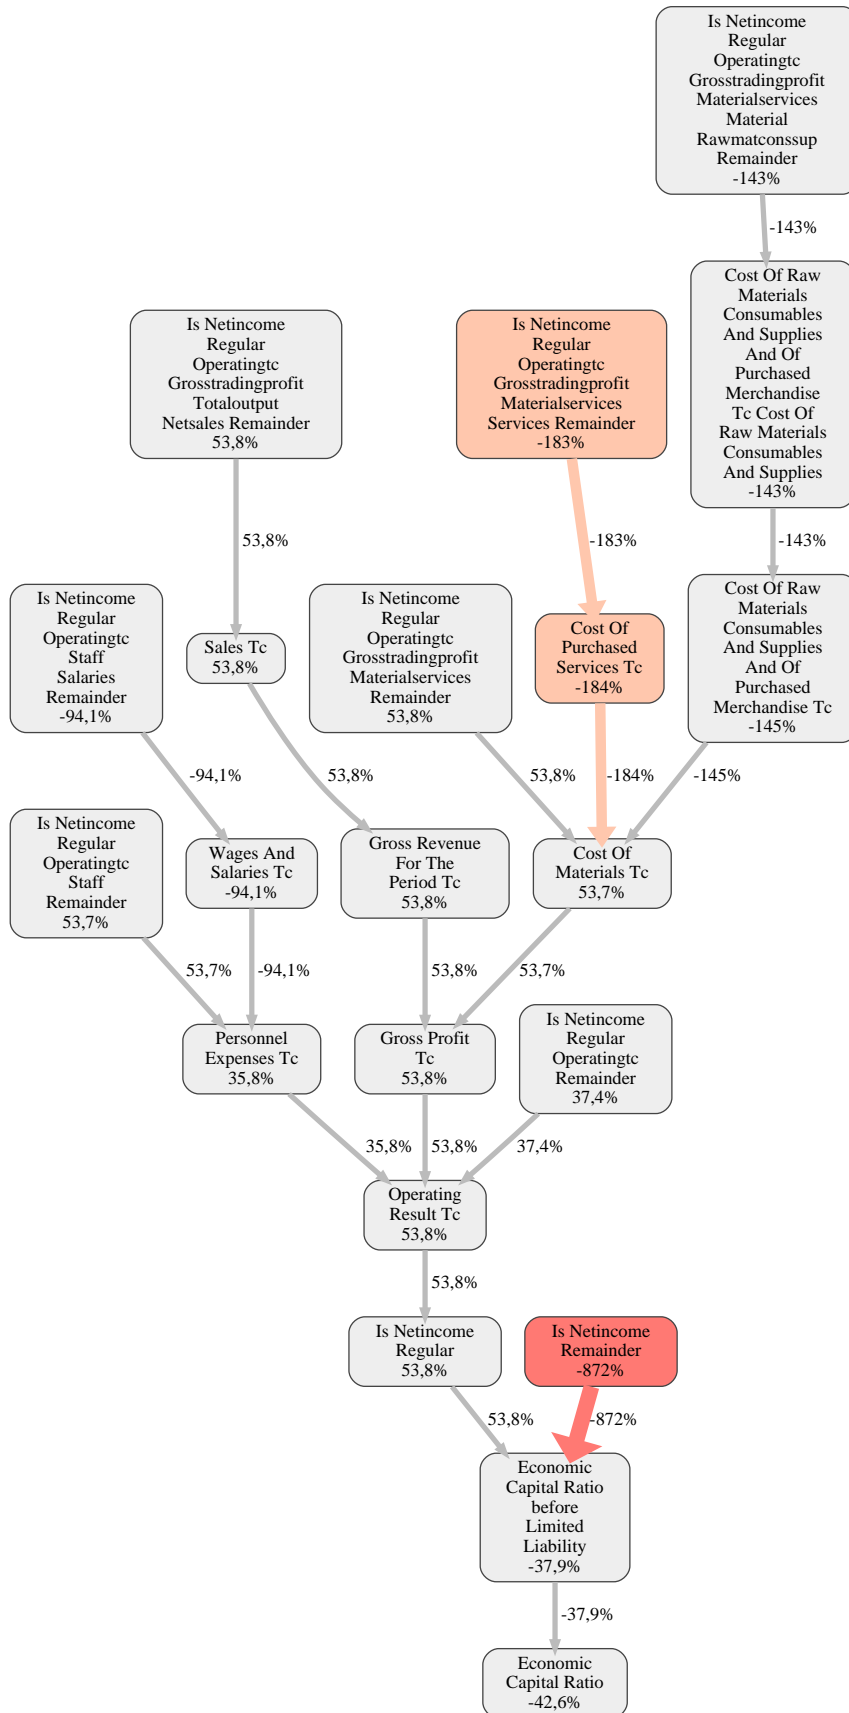 Is Netincome
Regular
Operatingtc
Grosstradingprofit
Materialservices
Material
Rawmatconssup
Remainder
-143%
-143%
Cost Of Raw
Materials
Consumables
And Supplies
And Of
Purchased
Merchandise
Tc Cost Of
Raw Materials
Consumables
And Supplies
-143%
Is Netincome
Regular
Operatingtc
Grosstradingprofit
Totaloutput
Netsales Remainder
53,8%
Is Netincome
Regular
Operatingtc
Grosstradingprofit
Materialservices
Services Remainder
-183%
53,8%
-183%
-143%
Is Netincome
Regular
Operatingtc
Staff
Salaries
Remainder
-94,1%
Sales Tc
53,8%
Is Netincome
Regular
Operatingtc
Grosstradingprofit
Materialservices
Remainder
53,8%
Cost Of
Purchased
Services Tc
-184%
Cost Of Raw
Materials
Consumables
And Supplies
And Of
Purchased
Merchandise Tc
-145%
-94,1%
53,8%
53,8%
-184%
-145%
Is Netincome
Regular
Operatingtc
Staff
Remainder
53,7%
Wages And
Salaries Tc
-94,1%
Gross Revenue
For The
Period Tc
53,8%
Cost Of
Materials Tc
53,7%
53,7%
-94,1%
53,8%
53,7%
Personnel
Expenses Tc
35,8%
Gross Profit
Tc
53,8%
Is Netincome
Regular
Operatingtc
Remainder
37,4%
35,8%
53,8%
37,4%
Operating
Result Tc
53,8%
53,8%
Is Netincome
Regular
53,8%
Is Netincome
Remainder
-872%
53,8%
-872%
Economic
Capital Ratio
before
Limited
Liability
-37,9%
-37,9%
Economic
Capital Ratio
-42,6%